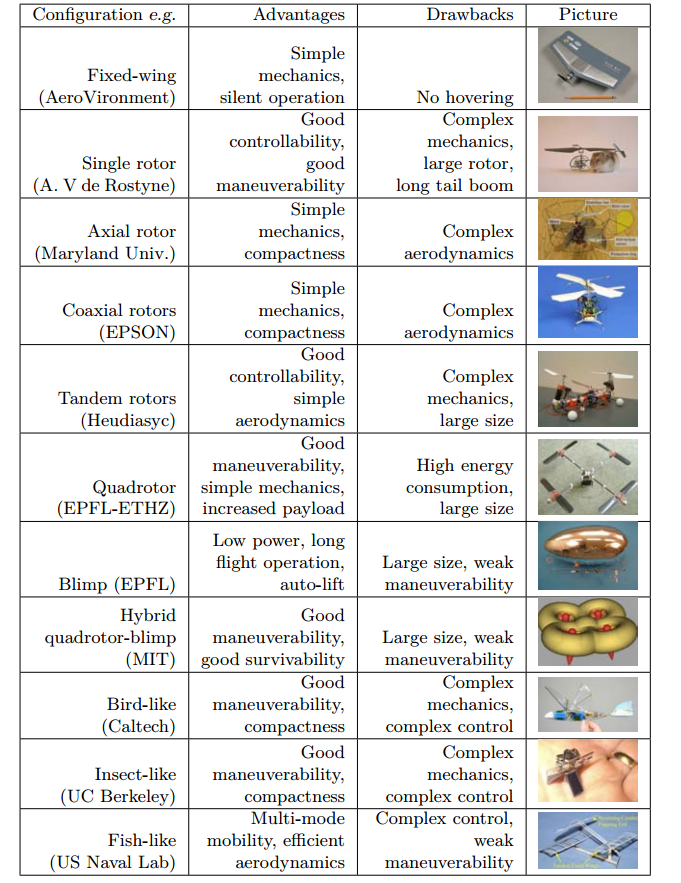 Configuration e.g. Advantages Drawbacks Picture
Fixed-wing
(AeroVironment)
Simple
mechanics,
silent operation
No hovering
Single rotor
(A. V de Rostyne)
Good
controllability,
good
maneuverability
Complex
mechanics,
large rotor,
long tail boom
Axial rotor
(Maryland Univ.)
Simple
mechanics,
compactness
Complex
aerodynamics
Coaxial rotors
(EPSON)
Simple
mechanics,
compactness
Complex
aerodynamics
Tandem rotors
(Heudiasyc)
Good
controllability,
simple
aerodynamics
Complex
mechanics,
large size
Quadrotor
(EPFL-ETHZ)
Good
maneuverability,
simple mechanics,
increased payload
High energy
consumption,
large size
Blimp (EPFL)
Low power, long
flight operation,
auto-lift
Large size, weak
maneuverability
Hybrid
quadrotor-blimp
(MIT)
Good
maneuverability,
good survivability
Large size, weak
maneuverability
Bird-like
(Caltech)
Good
maneuverability,
compactness
Complex
mechanics,
complex control
Insect-like
(UC Berkeley)
Good
maneuverability,
compactness
Complex
mechanics,
complex control
Fish-like
(US Naval Lab)
Multi-mode
mobility, efficient
aerodynamics
Complex control,
weak
maneuverability